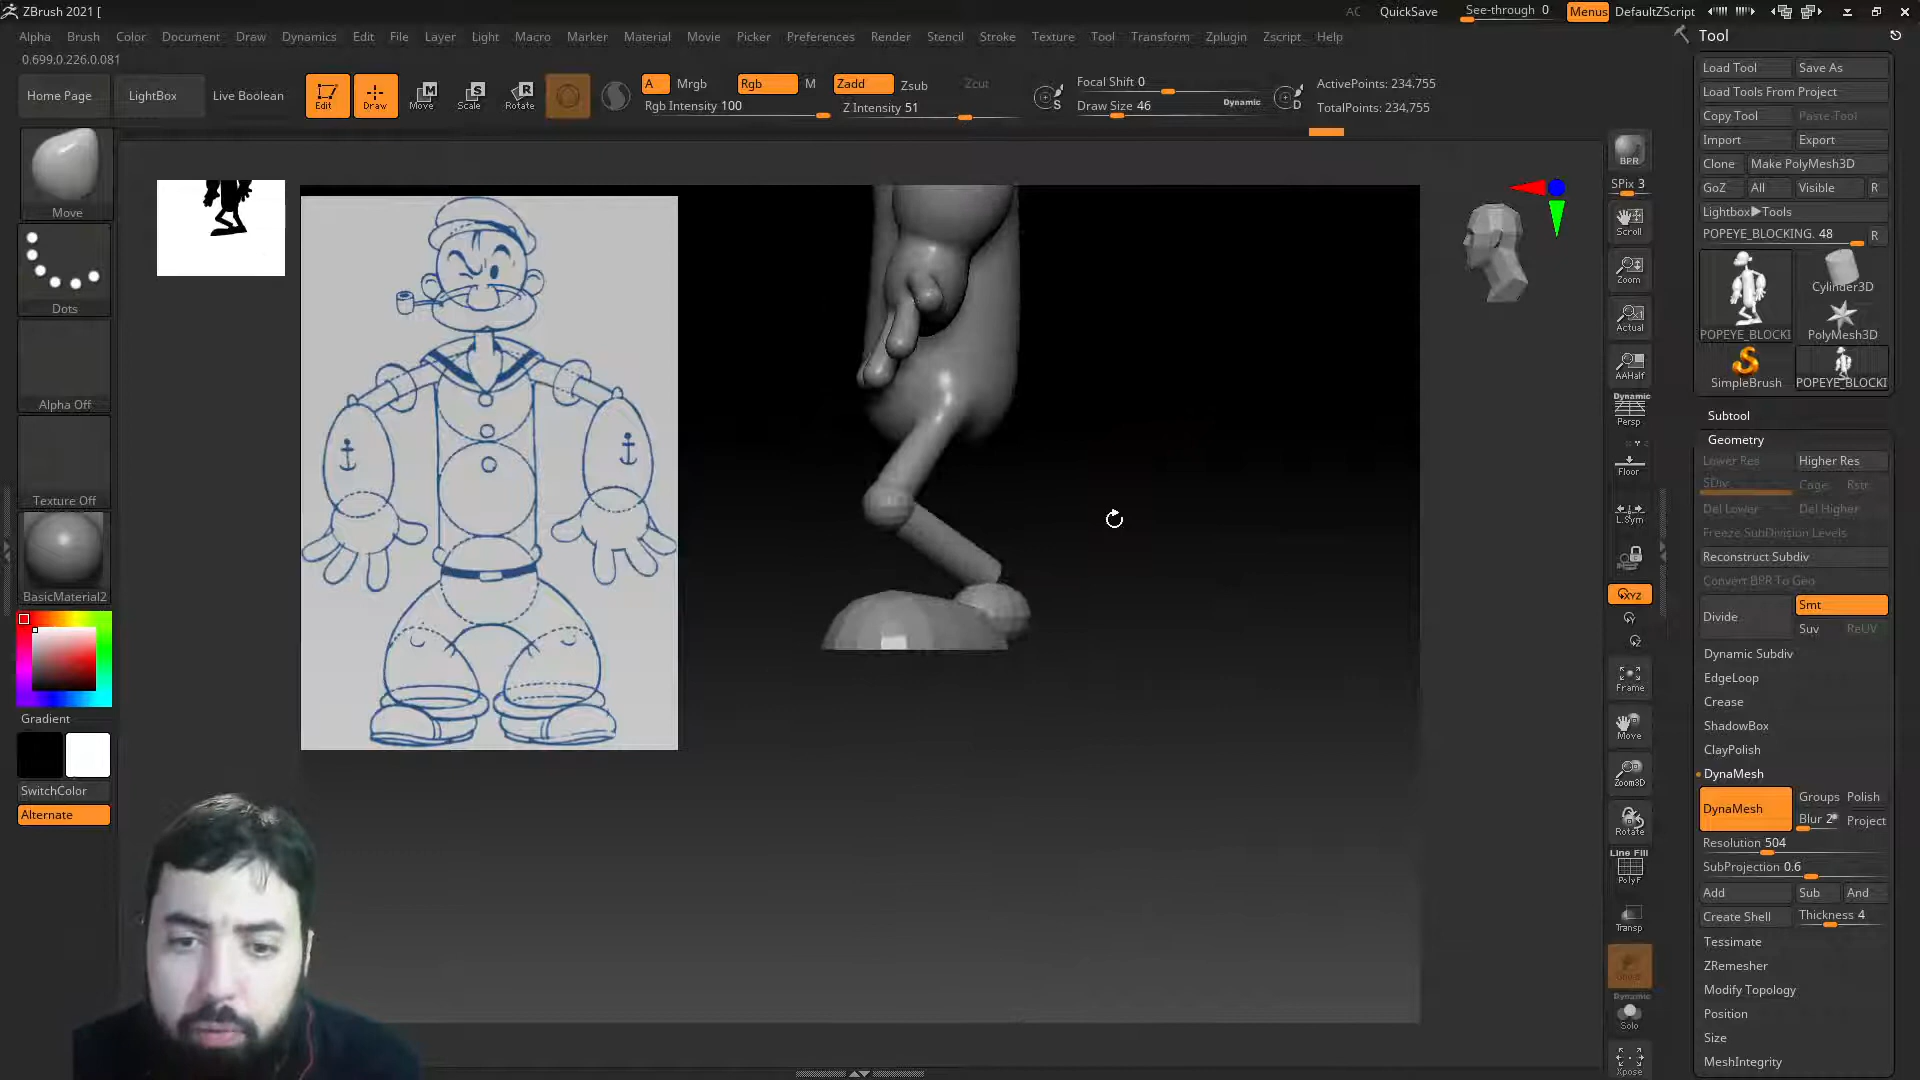 ZBrush 2021 [
AC QuickSave See-through 0 Menus DefaultZScript
Alpha Brush Color Document Draw Dynamics Edit File Layer Light Macro Marker Material Movie Picker Preferences Render Stencil Stroke Texture Tool Transform Zplugin Zscript Help
0.699,0.226,0.081
Home Page LightBox Live Boolean
Edit Draw Move Scale Rotate
A Mrgb Rgb M Zadd Zsub Zcut
Rgb Intensity 100 Z Intensity 51
S Focal Shift 0
Draw Size 46 Dynamic D
ActivePoints: 234,755
TotalPoints: 234,755
Move
Dots
Alpha Off
Texture Off
BasicMaterial2
Gradient
SwitchColor
Alternate
BPR
SPix 3
Scroll
Zoom
Actual
AAHalf
Dynamic
Persp
Floor
L.Sym
XYZ
Frame
Move
Zoom3D
Rotate
Line Fill
PolyF
Transp
Dynamic
Solo
Xpose
Tool
Load Tool Save As
Load Tools From Project
Copy Tool Paste Tool
Import Export
Clone Make PolyMesh3D
GoZ All Visible R
Lightbox▶Tools
POPEYE_BLOCKING. 48 R
POPEYE_BLOCKI Cylinder3D
PolyMesh3D
SimpleBrush POPEYE_BLOCKI
Subtool
Geometry
Lower Res Higher Res
SDiv Cage Rstr
Del Lower Del Higher
Freeze SubDivision Levels
Reconstruct Subdiv
Convert BPR To Geo
Divide Smt
Suv ReUV
Dynamic Subdiv
EdgeLoop
Crease
ShadowBox
ClayPolish
DynaMesh
DynaMesh Groups Polish
Blur 2 Project
Resolution 504
SubProjection 0.6
Add Sub And
Create Shell Thickness 4
Tessimate
ZRemesher
Modify Topology
Position
Size
MeshIntegrity